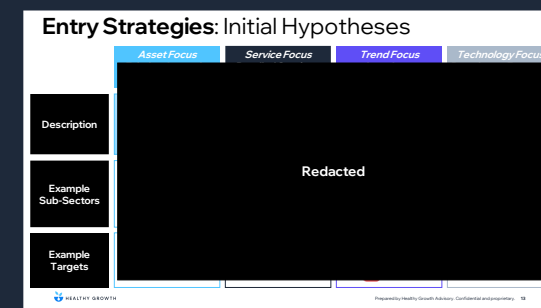 Entry Strategies: Initial Hypotheses
Asset Focus Service Focus Trend Focus Technology Focus
Description
Redacted
Example
Sub-Sectors
Example
Targets
HEALTHY GROWTH
Prepared by Healthy Growth Advisory. Confidential and proprietary. 13